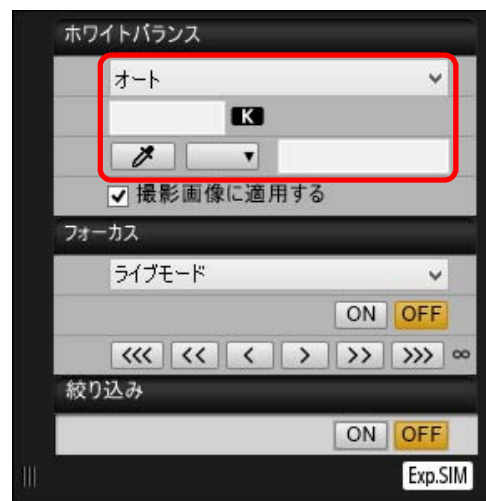 ホワイトバランス
オート
K
撮影画像に適用する
フォーカス
ライブモード
ON OFF
<<< << < > >> >>> ∞
絞り込み
ON OFF
Exp.SIM